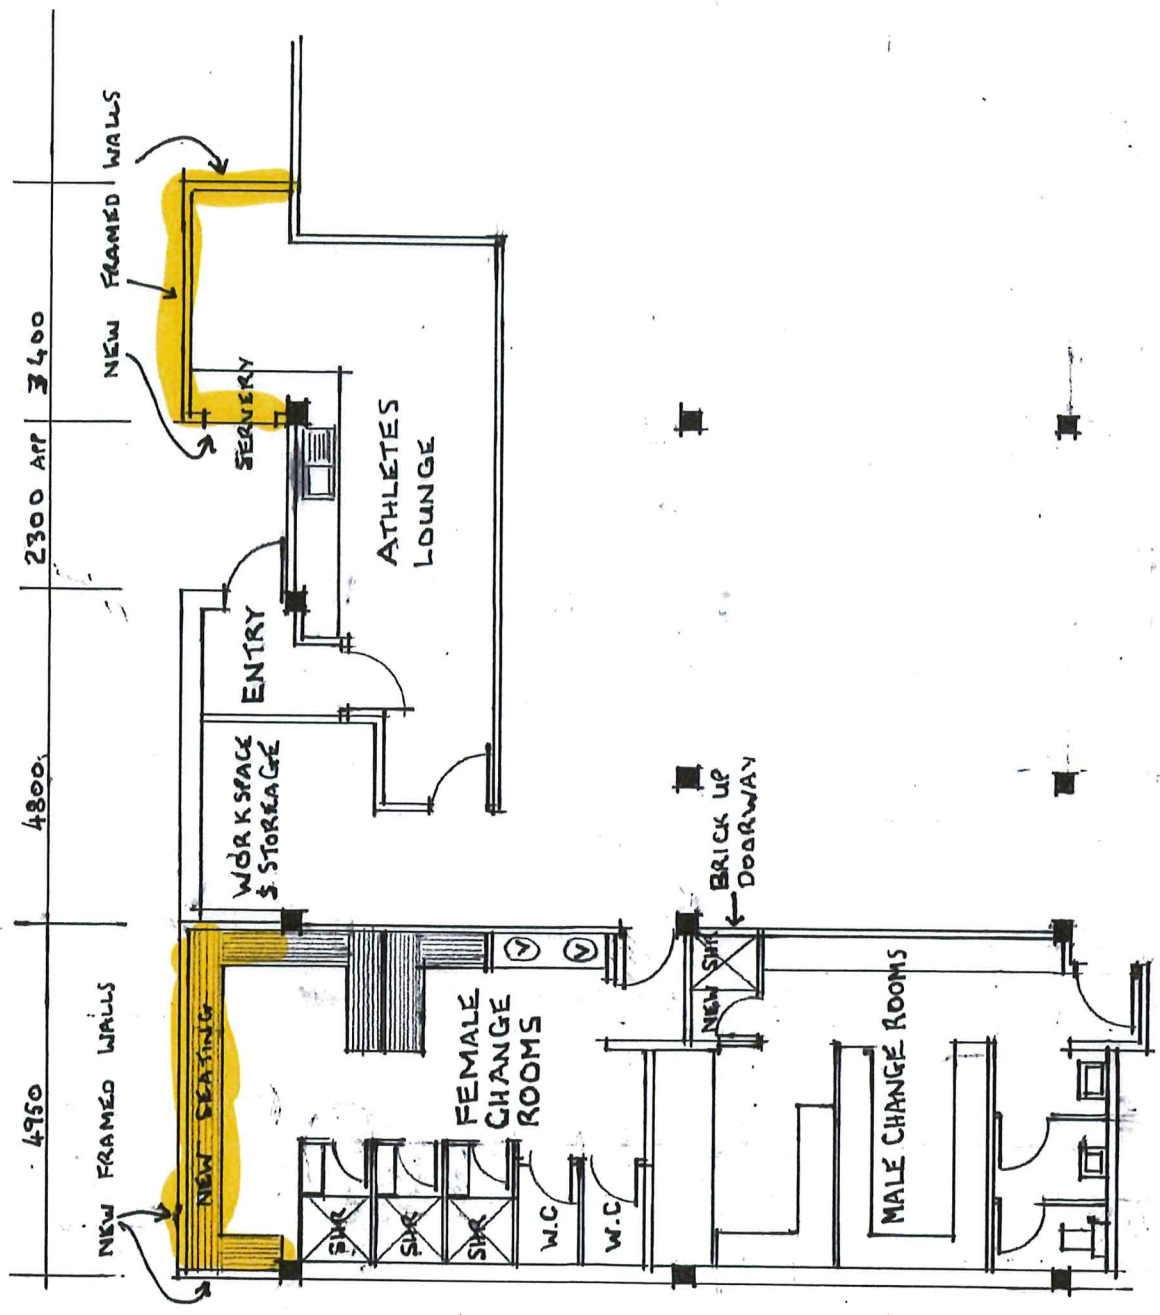 3400
2300 APP
4800
4950
NEW FRAMED WALLS
SERVERY
ATHLETES
LOUNGE
ENTRY
WORKSPACE
& STOREAGE
BRICK UP
DOORWAY
NEW FRAMED WALLS
NEW SEATING
V
V
FEMALE
CHANGE
ROOMS
NEW SHR
MALE CHANGE ROOMS
SHR
SHR
SHR
W.C
W.C